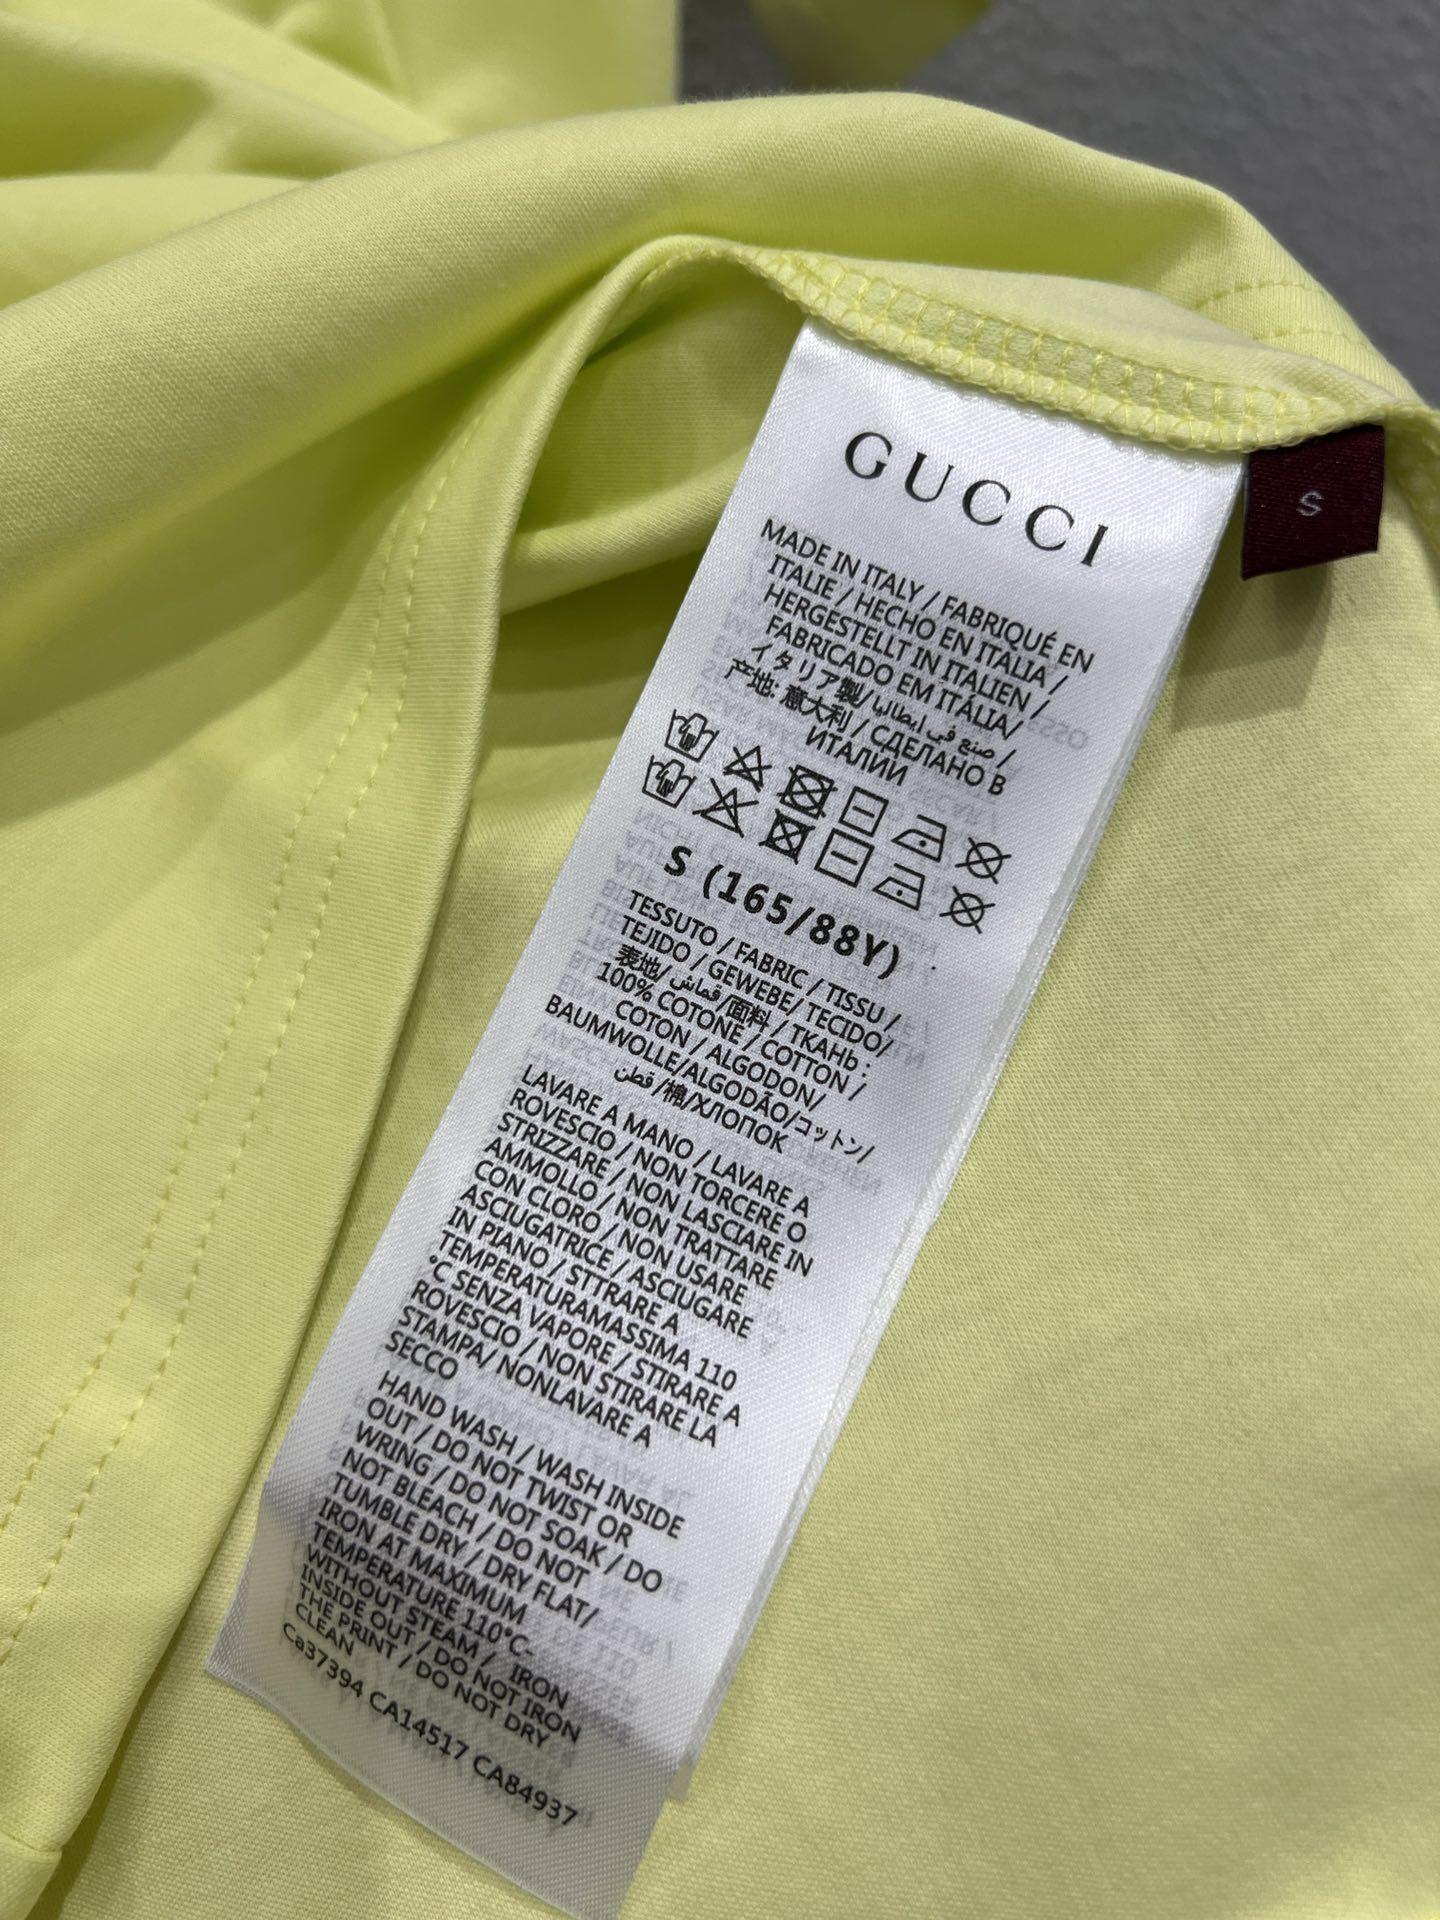 GUCCI
S
MADE IN ITALY / FABRIQUÉ EN
ITALIE / HECHO EN ITALIA /
HERGESTELLT IN ITALIEN /
FABRICADO EM ITÁLIA/
イタリア製/صنع في ايطاليا /
产地: 意大利 / СДЕЛАНО В
ИТАЛИИ
S (165/88Y)
TESSUTO / FABRIC / TISSU /
TEJIDO / GEWEBE/ TECIDO/
表地/قماش/面料 / ТКАНЬ :
100% COTONE / COTTON /
COTON / ALGODON/
BAUMWOLLE/ALGODÃO/コットン/
قطن/棉/ХЛОПОК
LAVARE A MANO / LAVARE A
ROVESCIO / NON TORCERE O
STRIZZARE / NON LASCIARE IN
AMMOLLO / NON TRATTARE
CON CLORO / NON USARE
ASCIUGATRICE / ASCIUGARE
IN PIANO / STTRARE A
TEMPERATURAMASSIMA 110
°C SENZA VAPORE / STIRARE A
ROVESCIO / NON STIRARE LA
STAMPA/ NONLAVARE A
SECCO
HAND WASH / WASH INSIDE
OUT / DO NOT TWIST OR
WRING / DO NOT SOAK / DO
NOT BLEACH / DO NOT
TUMBLE DRY / DRY FLAT/
IRON AT MAXIMUM
TEMPERATURE 110°C-
WITHOUT STEAM / IRON
INSIDE OUT / DO NOT IRON
THE PRINT / DO NOT DRY
CLEAN
Ca37394 CA14517 CA84937